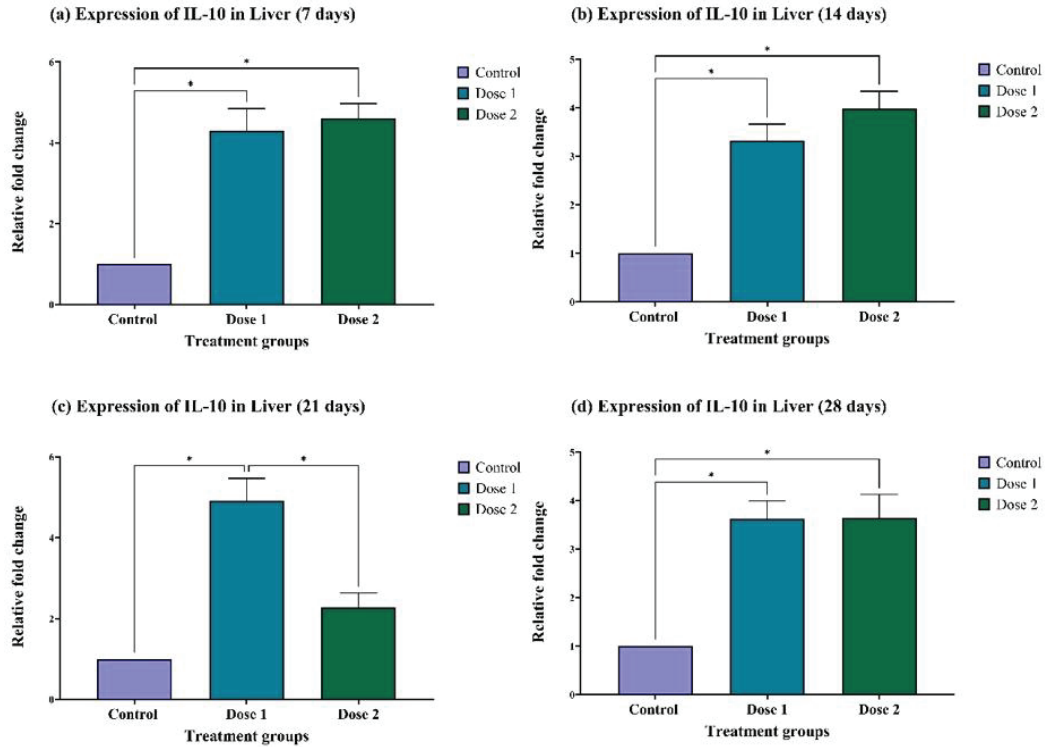 (a) Expression of IL-10 in Liver (7 days)
Relative fold change
6
4
2
0
*
*
Control
Dose 1
Dose 2
Treatment groups
Control
Dose 1
Dose 2
(b) Expression of IL-10 in Liver (14 days)
Relative fold change
5
4
3
2
1
0
*
*
Control
Dose 1
Dose 2
Treatment groups
Control
Dose 1
Dose 2
(c) Expression of IL-10 in Liver (21 days)
Relative fold change
6
4
2
0
*
*
Control
Dose 1
Dose 2
Treatment groups
Control
Dose 1
Dose 2
(d) Expression of IL-10 in Liver (28 days)
Relative fold change
5
4
3
2
1
0
*
*
Control
Dose 1
Dose 2
Treatment groups
Control
Dose 1
Dose 2